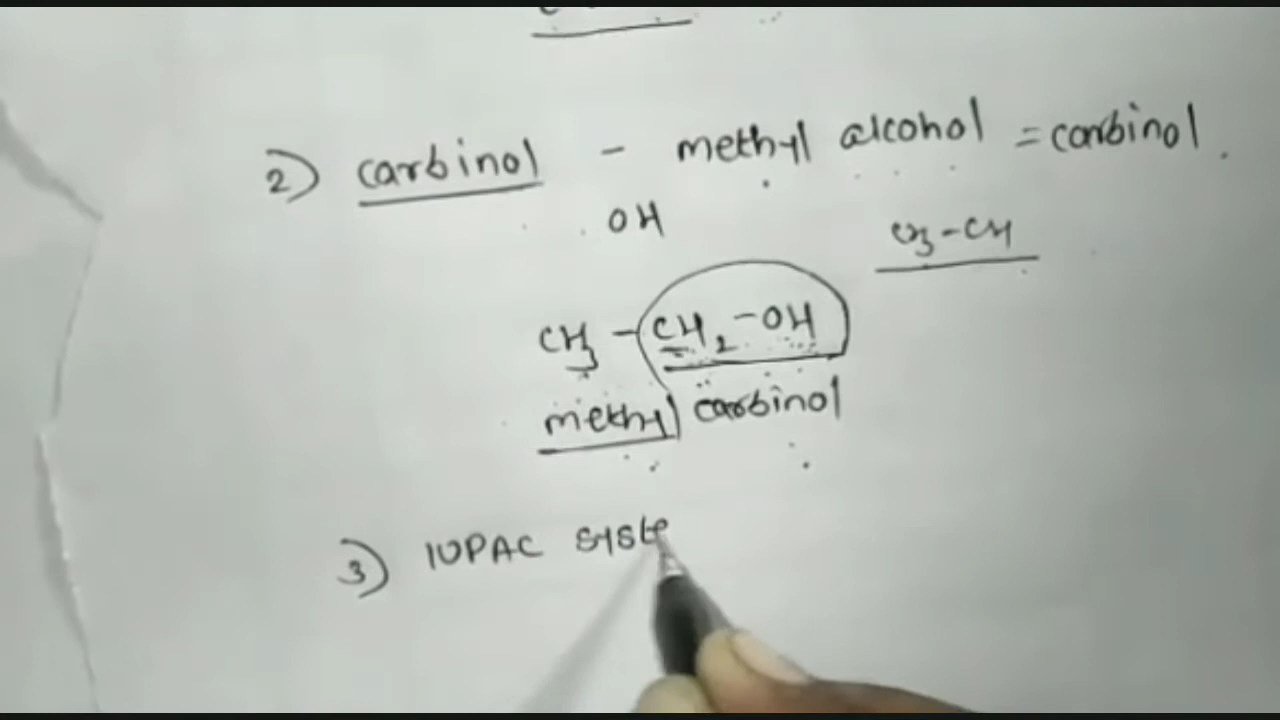 2) carbinol - methyl alcohol = carbinol.
OH
CH3-CH
CH3-CH2-OH
methyl carbinol
3) IUPAC syste